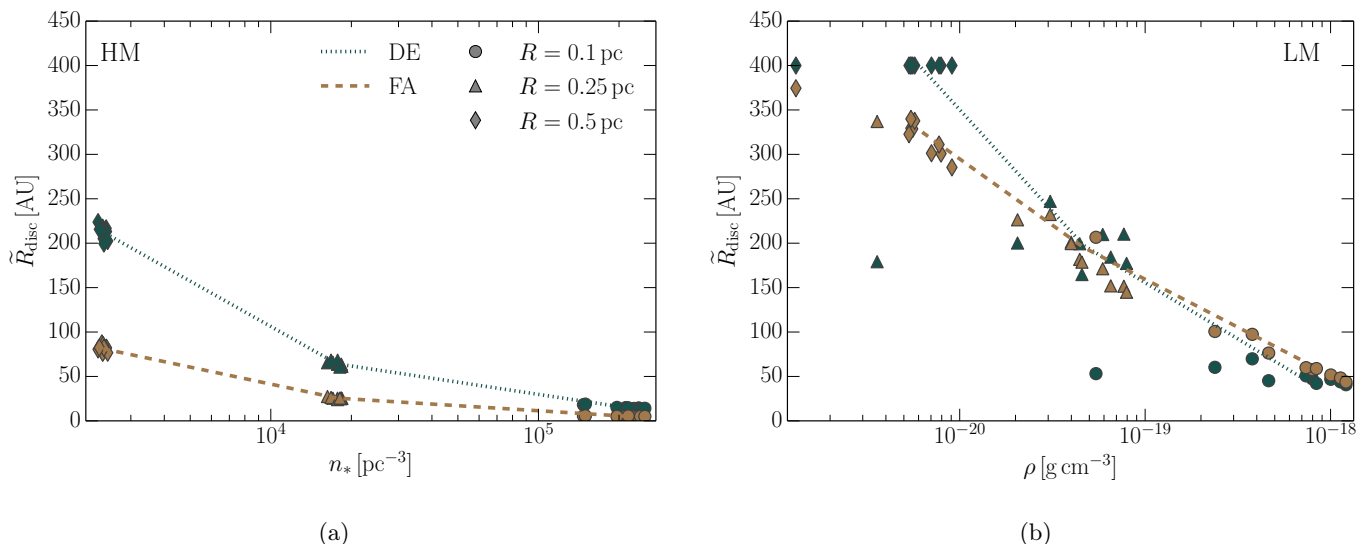 HM
DE
FA
R = 0.1 pc
R = 0.25 pc
R = 0.5 pc
R̃disc [AU]
450
400
350
300
250
200
150
100
50
0
10⁴
10⁵
n* [pc⁻³]
(a)
LM
R̃disc [AU]
450
400
350
300
250
200
150
100
50
0
10⁻²⁰
10⁻¹⁹
10⁻¹⁸
ρ [g cm⁻³]
(b)